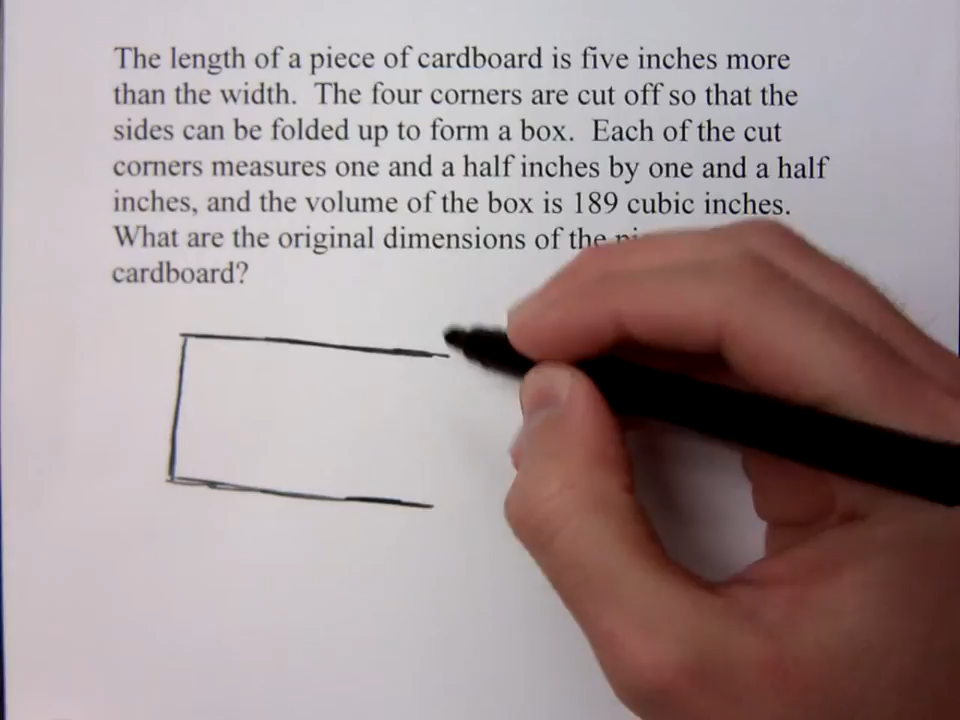 The length of a piece of cardboard is five inches more
than the width. The four corners are cut off so that the
sides can be folded up to form a box. Each of the cut
corners measures one and a half inches by one and a half
inches, and the volume of the box is 189 cubic inches.
What are the original dimensions of the
cardboard?